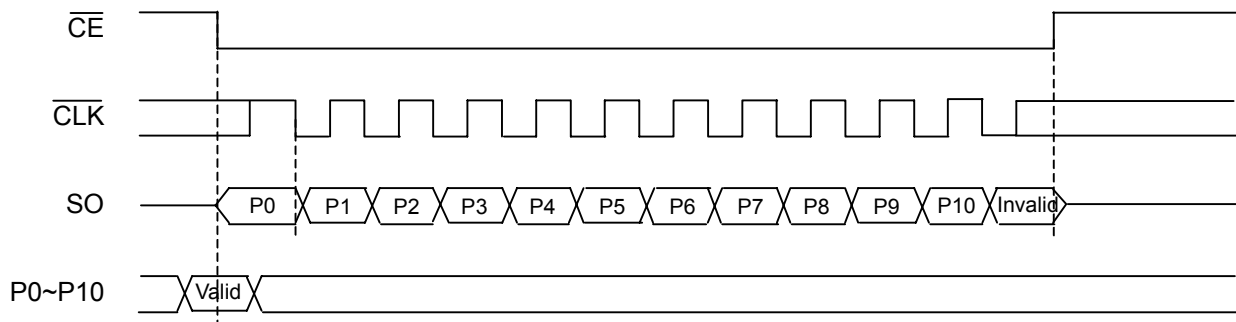 CE
CLK
SO P0 P1 P2 P3 P4 P5 P6 P7 P8 P9 P10 Invalid
P0~P10 Valid